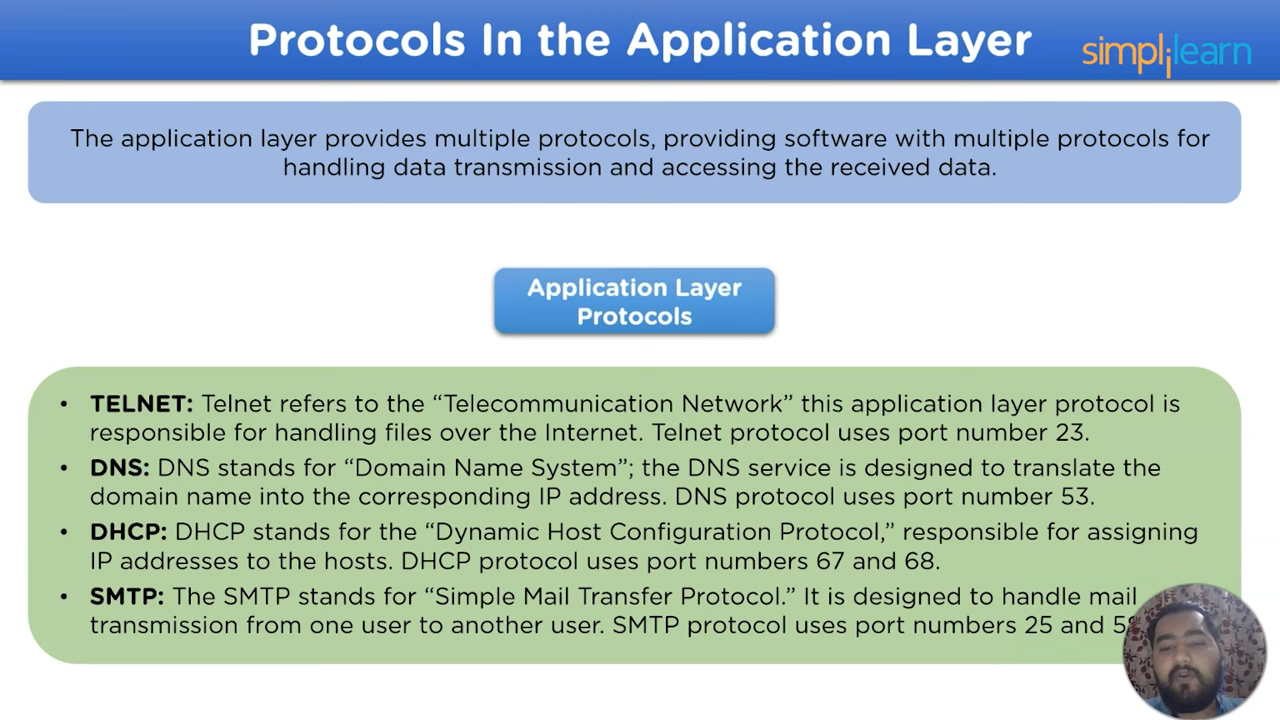 Protocols In the Application Layer
simplilearn
The application layer provides multiple protocols, providing software with multiple protocols for
handling data transmission and accessing the received data.
Application Layer
Protocols
• TELNET: Telnet refers to the “Telecommunication Network” this application layer protocol is
responsible for handling files over the Internet. Telnet protocol uses port number 23.
• DNS: DNS stands for “Domain Name System”; the DNS service is designed to translate the
domain name into the corresponding IP address. DNS protocol uses port number 53.
• DHCP: DHCP stands for the “Dynamic Host Configuration Protocol,” responsible for assigning
IP addresses to the hosts. DHCP protocol uses port numbers 67 and 68.
• SMTP: The SMTP stands for “Simple Mail Transfer Protocol.” It is designed to handle mail
transmission from one user to another user. SMTP protocol uses port numbers 25 and